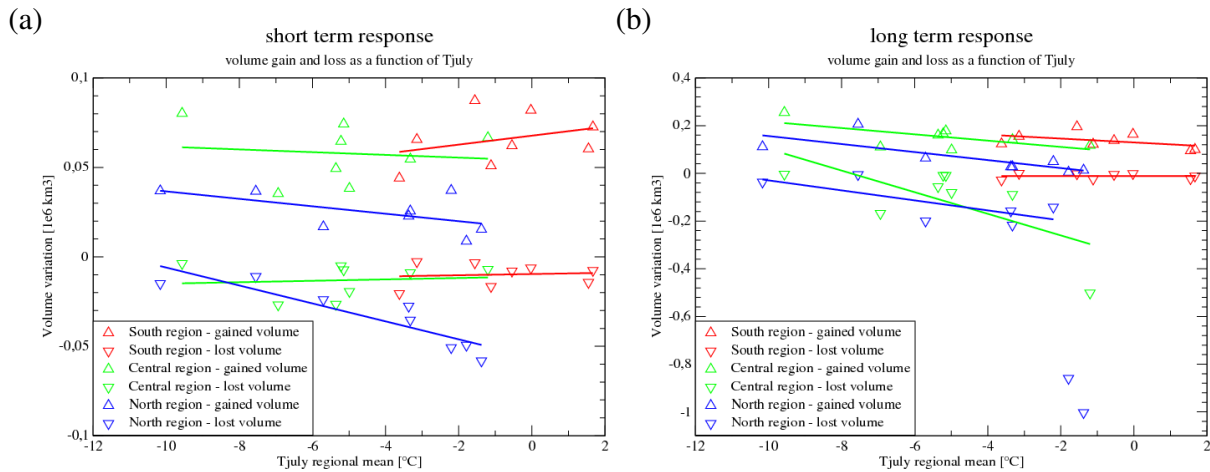 (a)
short term response
volume gain and loss as a function of Tjuly
0,1
0,05
0
-0,05
-0,1
Volume variation [1e6 km3]
South region - gained volume
South region - lost volume
Central region - gained volume
Central region - lost volume
North region - gained volume
North region - lost volume
-12 -10 -8 -6 -4 -2 0 2
Tjuly regional mean [°C]
(b)
long term response
volume gain and loss as a function of Tjuly
0,4
0,2
0
-0,2
-0,4
-0,6
-0,8
-1
Volume variation [1e6 km3]
South region - gained volume
South region - lost volume
Central region - gained volume
Central region - lost volume
North region - gained volume
North region - lost volume
-12 -10 -8 -6 -4 -2 0 2
Tjuly regional mean [°C]